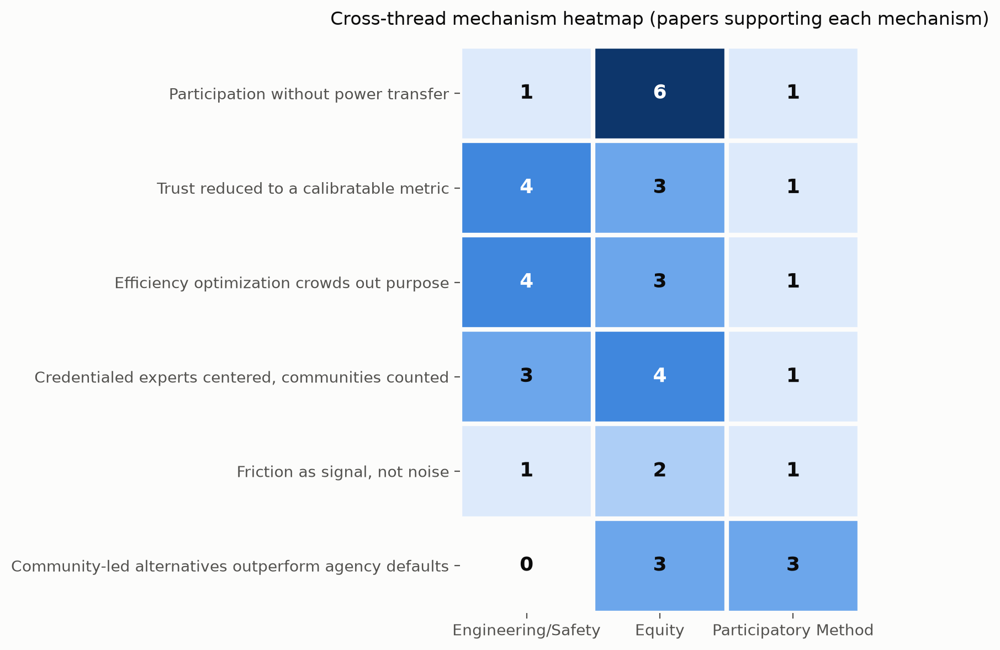 Cross-thread mechanism heatmap (papers supporting each mechanism)
Participation without power transfer 1 6 1
Trust reduced to a calibratable metric 4 3 1
Efficiency optimization crowds out purpose 4 3 1
Credentialed experts centered, communities counted 3 4 1
Friction as signal, not noise 1 2 1
Community-led alternatives outperform agency defaults 0 3 3
Engineering/Safety Equity Participatory Method